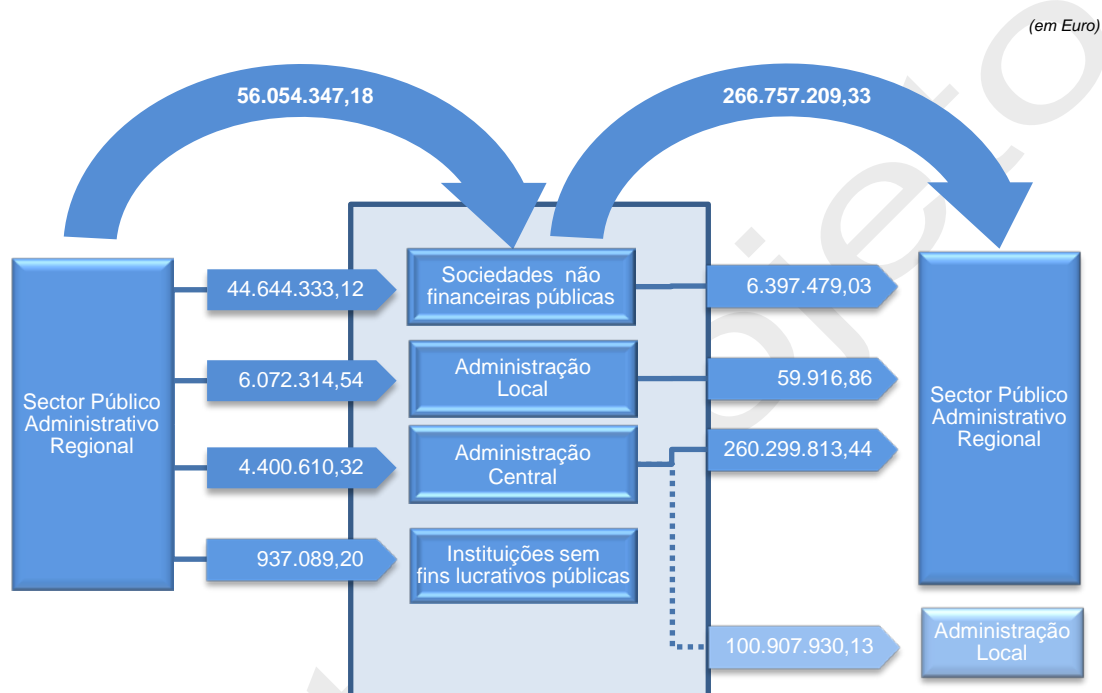 (em Euro)
56.054.347,18
266.757.209,33
Sector Público
Administrativo
Regional
44.644.333,12
6.072.314,54
4.400.610,32
937.089,20
Sociedades não
financeiras públicas
Administração
Local
Administração
Central
Instituições sem
fins lucrativos públicas
6.397.479,03
59.916,86
260.299.813,44
100.907.930,13
Sector Público
Administrativo
Regional
Administração
Local